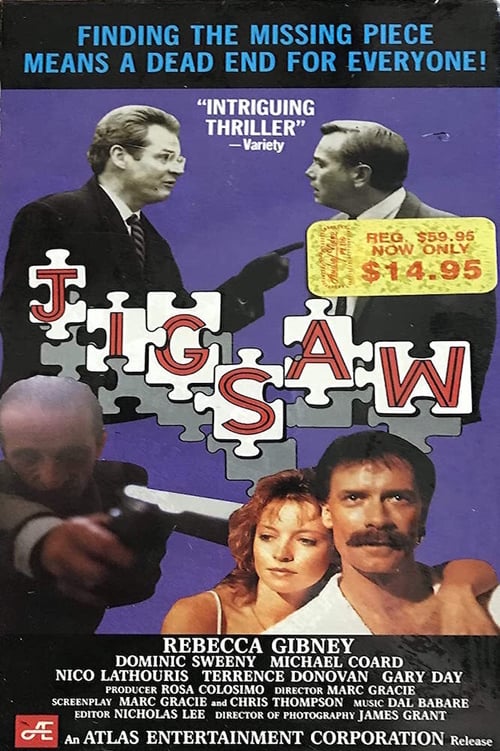 FINDING THE MISSING PIECE
MEANS A DEAD END FOR EVERYONE!
“INTRIGUING
THRILLER”
—Variety
REG. $59.95
NOW ONLY
$14.95
JIGSAW
REBECCA GIBNEY
DOMINIC SWEENY MICHAEL COARD
NICO LATHOURIS TERRENCE DONOVAN GARY DAY
PRODUCER ROSA COLOSIMO DIRECTOR MARC GRACIE
SCREENPLAY MARC GRACIE and CHRIS THOMPSON MUSIC DAL BABARE
EDITOR NICHOLAS LEE DIRECTOR OF PHOTOGRAPHY JAMES GRANT
Æ An ATLAS ENTERTAINMENT CORPORATION Release